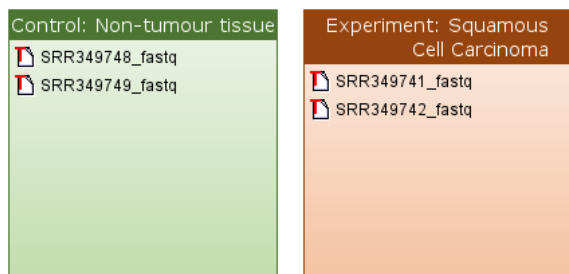 Control: Non-tumour tissue
SRR349748_fastq
SRR349749_fastq
Experiment: Squamous
Cell Carcinoma
SRR349741_fastq
SRR349742_fastq